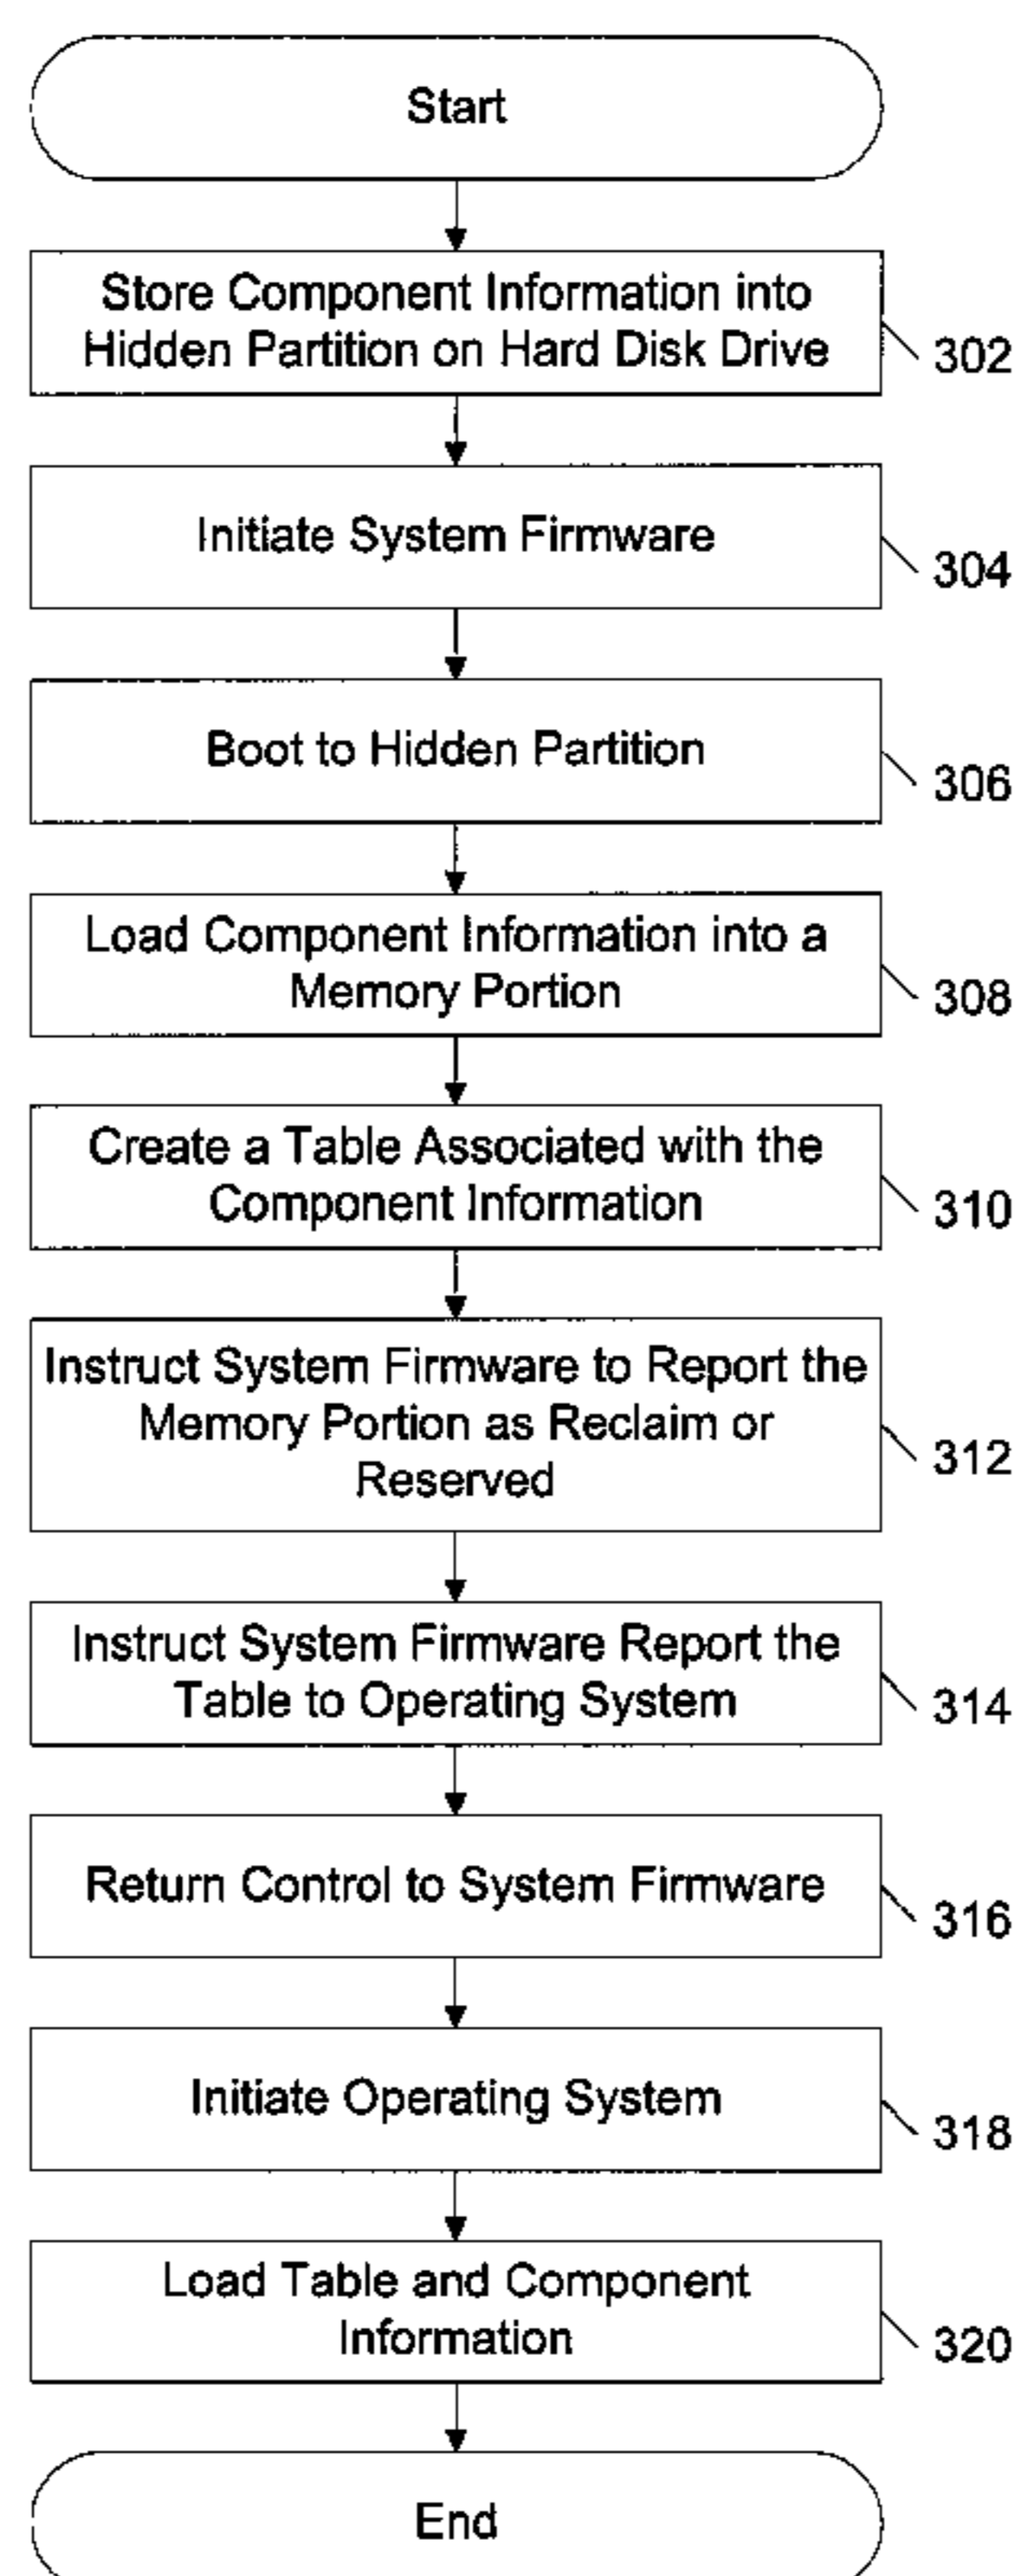 Start
Store Component Information into
Hidden Partition on Hard Disk Drive
302
Initiate System Firmware
304
Boot to Hidden Partition
306
Load Component Information into a
Memory Portion
308
Create a Table Associated with the
Component Information
310
Instruct System Firmware to Report the
Memory Portion as Reclaim or
Reserved
312
Instruct System Firmware Report the
Table to Operating System
314
Return Control to System Firmware
316
Initiate Operating System
318
Load Table and Component
Information
320
End